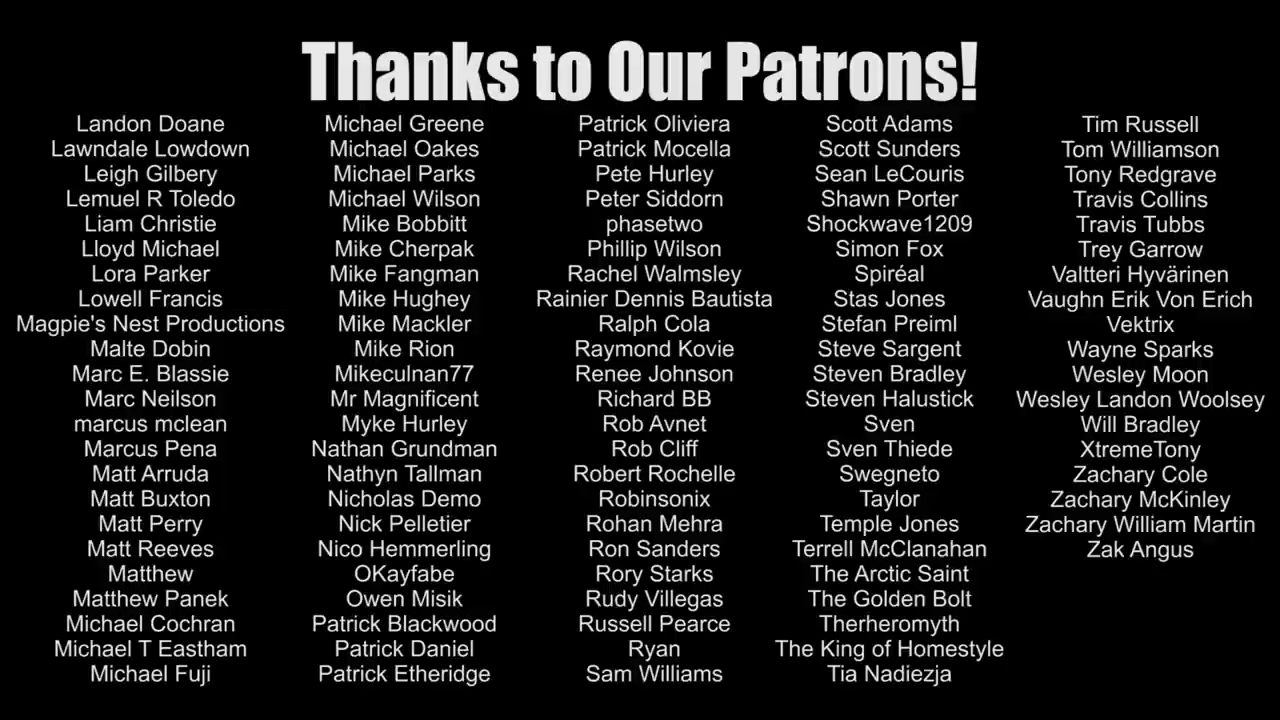 Thanks to Our Patrons!
Landon Doane
Lawndale Lowdown
Leigh Gilbery
Lemuel R Toledo
Liam Christie
Lloyd Michael
Lora Parker
Lowell Francis
Magpie's Nest Productions
Malte Dobin
Marc E. Blassie
Marc Neilson
marcus mclean
Marcus Pena
Matt Arruda
Matt Buxton
Matt Perry
Matt Reeves
Matthew
Matthew Panek
Michael Cochran
Michael T Eastham
Michael Fuji
Michael Greene
Michael Oakes
Michael Parks
Michael Wilson
Mike Bobbitt
Mike Cherpak
Mike Fangman
Mike Hughey
Mike Mackler
Mike Rion
Mikeculnan77
Mr Magnificent
Myke Hurley
Nathan Grundman
Nathyn Tallman
Nicholas Demo
Nick Pelletier
Nico Hemmerling
OKayfabe
Owen Misik
Patrick Blackwood
Patrick Daniel
Patrick Etheridge
Patrick Oliviera
Patrick Mocella
Pete Hurley
Peter Siddorn
phasetwo
Phillip Wilson
Rachel Walmsley
Rainier Dennis Bautista
Ralph Cola
Raymond Kovie
Renee Johnson
Richard BB
Rob Avnet
Rob Cliff
Robert Rochelle
Robinsonix
Rohan Mehra
Ron Sanders
Rory Starks
Rudy Villegas
Russell Pearce
Ryan
Sam Williams
Scott Adams
Scott Sunders
Sean LeCouris
Shawn Porter
Shockwave1209
Simon Fox
Spiréal
Stas Jones
Stefan Preiml
Steve Sargent
Steven Bradley
Steven Halustick
Sven
Sven Thiede
Swegneto
Taylor
Temple Jones
Terrell McClanahan
The Arctic Saint
The Golden Bolt
Therheromyth
The King of Homestyle
Tia Nadiezja
Tim Russell
Tom Williamson
Tony Redgrave
Travis Collins
Travis Tubbs
Trey Garrow
Valtteri Hyvärinen
Vaughn Erik Von Erich
Vektrix
Wayne Sparks
Wesley Moon
Wesley Landon Woolsey
Will Bradley
XtremeTony
Zachary Cole
Zachary McKinley
Zachary William Martin
Zak Angus